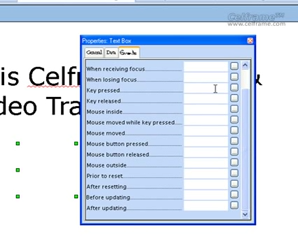 Celframe
www.celframe.com
is Celf
&
deo Tra
Properties: Text Box
General Data Events
When receiving focus
When losing focus
Key pressed
Key released
Mouse inside
Mouse moved while key pressed
Mouse moved
Mouse button pressed
Mouse button released
Mouse outside
Prior to reset
After resetting
Before updating
After updating